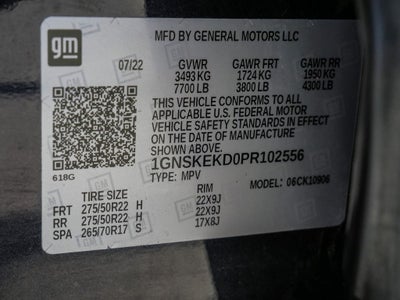 gm
MFD BY GENERAL MOTORS LLC
07/22 GVWR GAWR FRT GAWR RR
3493 KG 1724 KG 1950 KG
7700 LB 3800 LB 4300 LB
THIS VEHICLE CONFORMS TO ALL
APPLICABLE U.S. FEDERAL MOTOR
VEHICLE SAFETY STANDARDS IN EFFECT
ON THE DATE OF MANUFACTURE
SHOWN ABOVE.
1GNSKEKD0PR102556
618G TYPE: MPV MODEL: 06CK10906
TIRE SIZE RIM
FRT 275/50R22 H 22X9J
RR 275/50R22 H 22X9J
SPA 265/70R17 S 17X8J